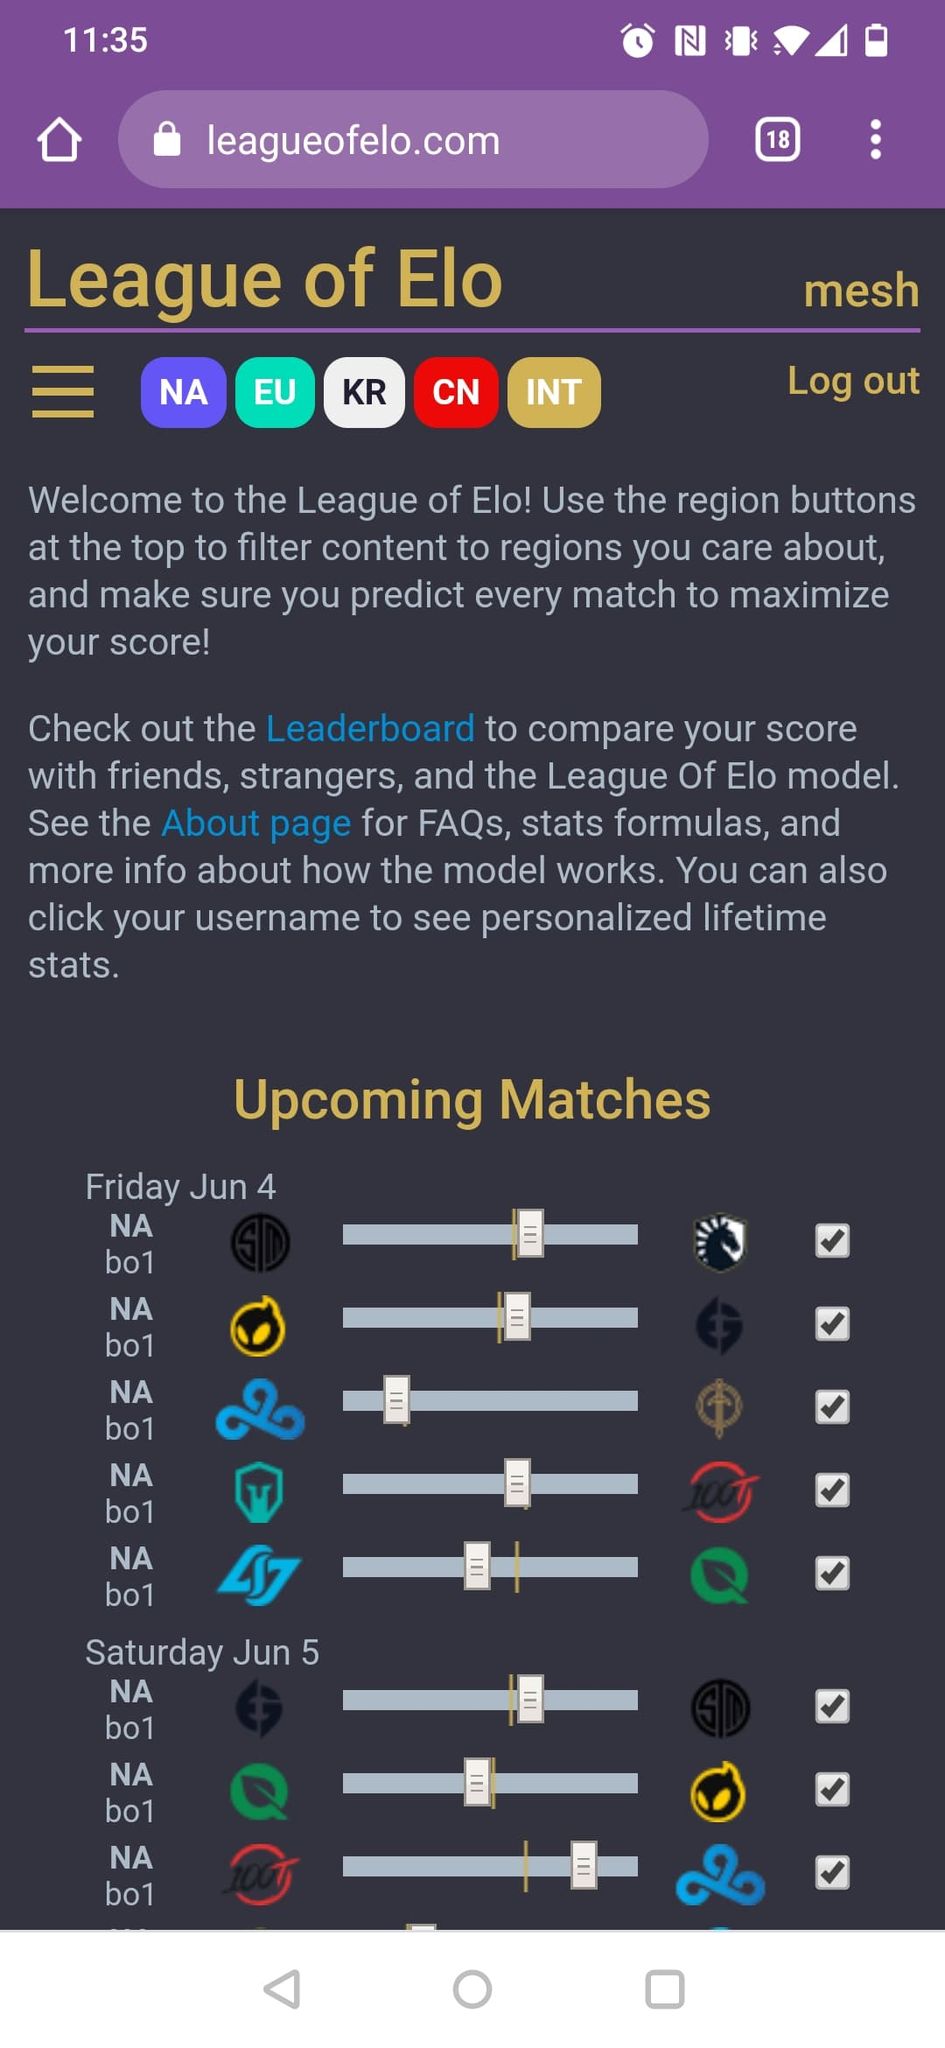 11:35
leagueofelo.com
18
League of Elo
mesh
NA EU KR CN INT
Log out
Welcome to the League of Elo! Use the region buttons
at the top to filter content to regions you care about,
and make sure you predict every match to maximize
your score!
Check out the Leaderboard to compare your score
with friends, strangers, and the League Of Elo model.
See the About page for FAQs, stats formulas, and
more info about how the model works. You can also
click your username to see personalized lifetime
stats.
Upcoming Matches
Friday Jun 4
NA
bo1
NA
bo1
NA
bo1
NA
bo1
100T
NA
bo1
Saturday Jun 5
NA
bo1
NA
bo1
NA
bo1
100T